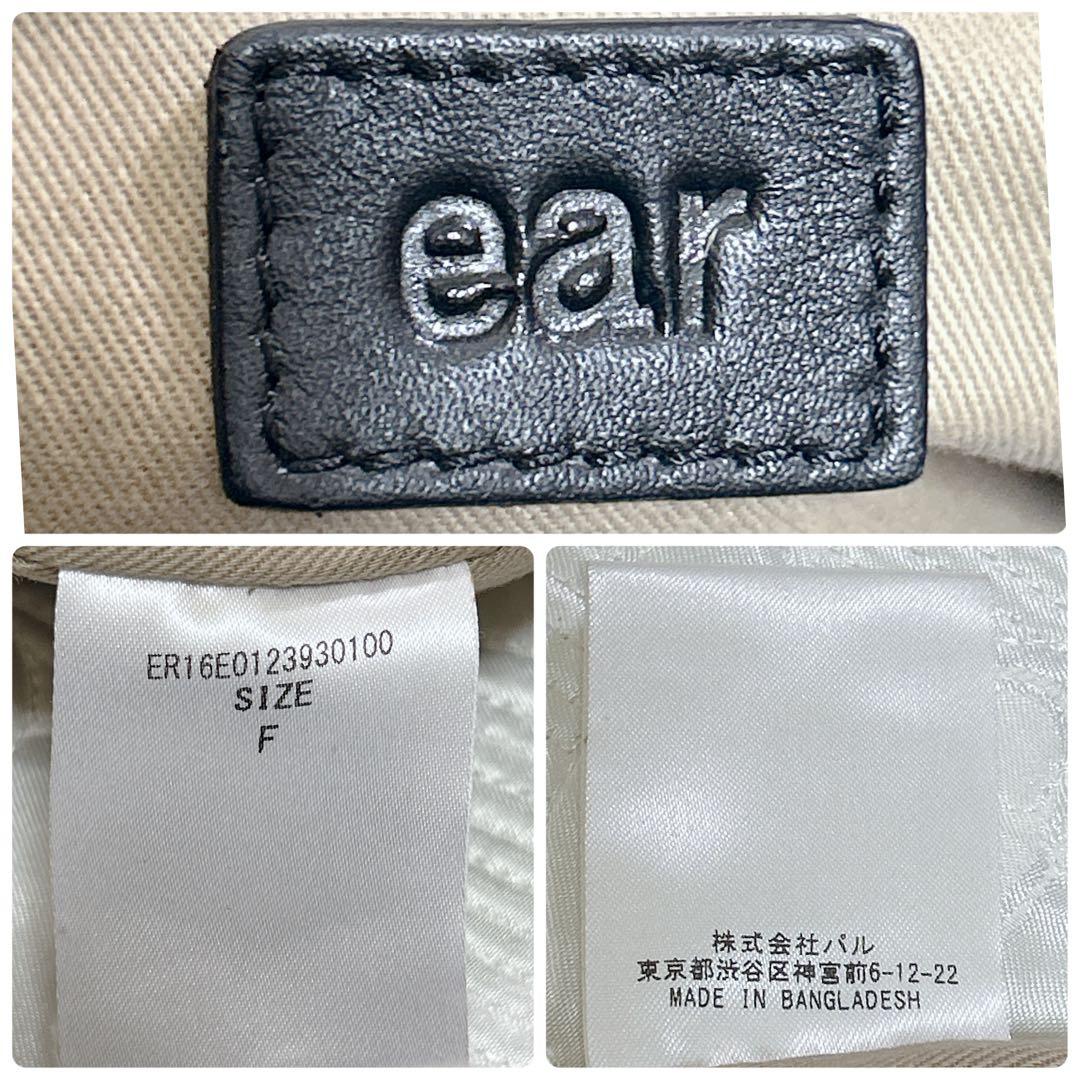 ear
ER16E0123930100
SIZE
F
株式会社パル
東京都渋谷区神宮前6-12-22
MADE IN BANGLADESH